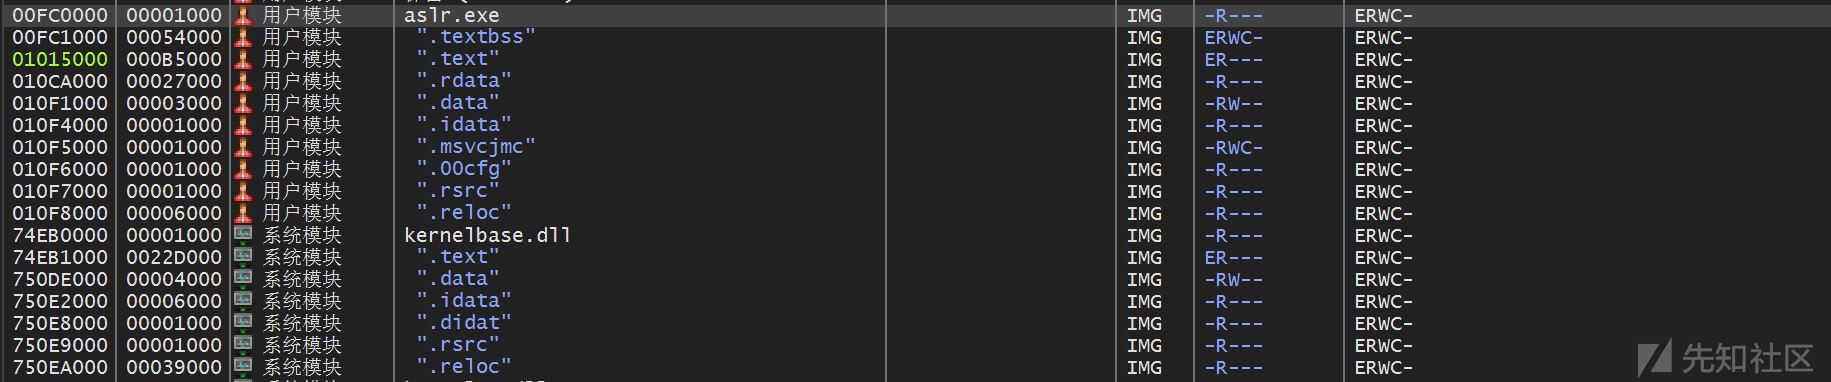 00FC0000 00001000 用户模块 aslr.exe IMG -R--- ERWC-
00FC1000 00054000 用户模块 ".textbss" IMG ERWC- ERWC-
01015000 000B5000 用户模块 ".text" IMG ER--- ERWC-
010CA000 00027000 用户模块 ".rdata" IMG -R--- ERWC-
010F1000 00003000 用户模块 ".data" IMG -RW-- ERWC-
010F4000 00001000 用户模块 ".idata" IMG -R--- ERWC-
010F5000 00001000 用户模块 ".msvcjmc" IMG -RWC- ERWC-
010F6000 00001000 用户模块 ".00cfg" IMG -R--- ERWC-
010F7000 00001000 用户模块 ".rsrc" IMG -R--- ERWC-
010F8000 00006000 用户模块 ".reloc" IMG -R--- ERWC-
74EB0000 00001000 系统模块 kernelbase.dll IMG -R--- ERWC-
74EB1000 0022D000 系统模块 ".text" IMG ER--- ERWC-
750DE000 00004000 系统模块 ".data" IMG -RW-- ERWC-
750E2000 00006000 系统模块 ".idata" IMG -R--- ERWC-
750E8000 00001000 系统模块 ".didat" IMG -R--- ERWC-
750E9000 00001000 系统模块 ".rsrc" IMG -R--- ERWC-
750EA000 00039000 系统模块 ".reloc" IMG -R--- ERWC-
先知社区